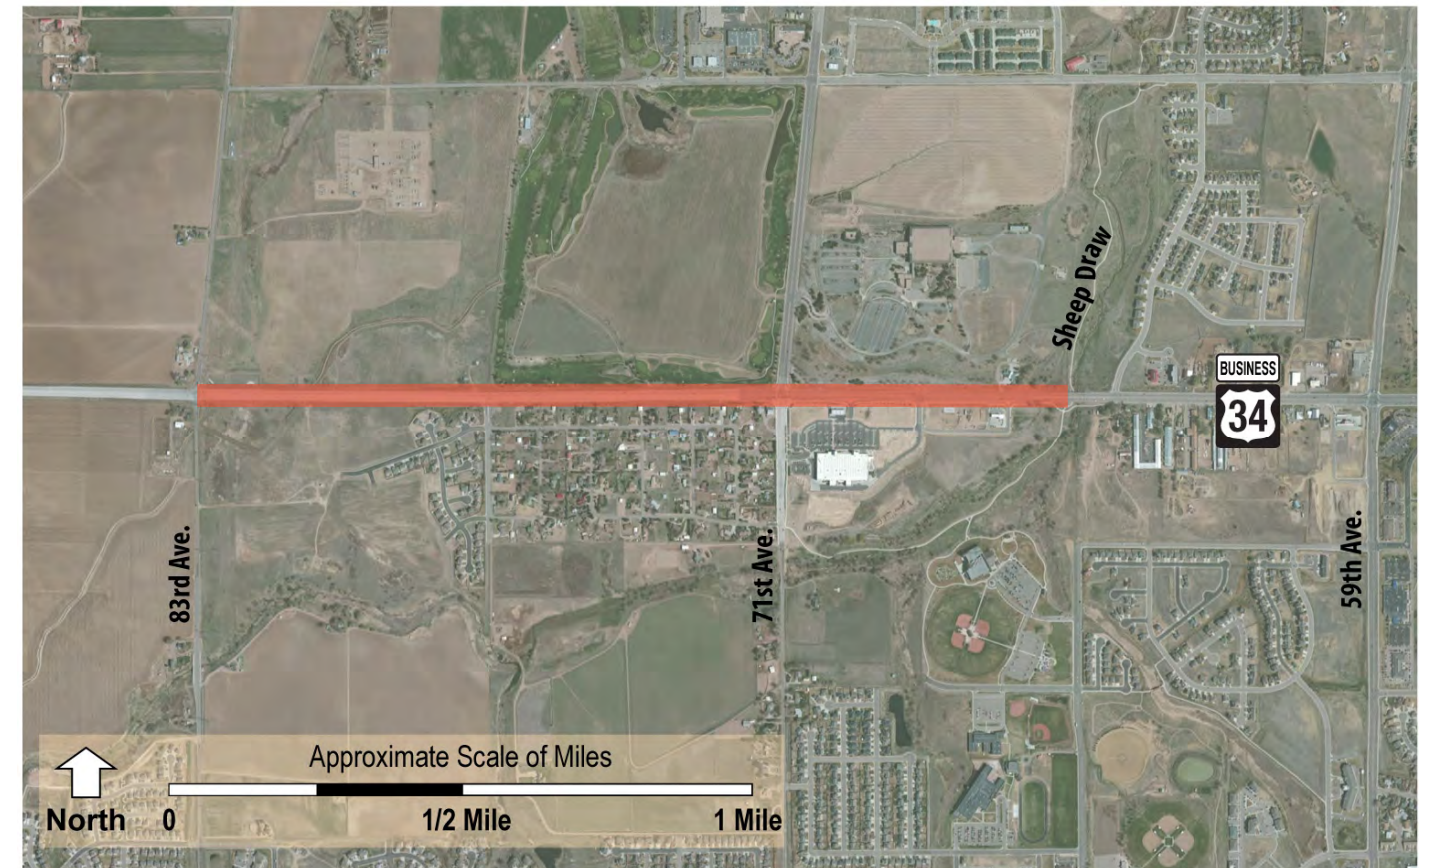 Sheep Draw
BUSINESS
34
83rd Ave.
71st Ave.
59th Ave.
Approximate Scale of Miles
North 0 1/2 Mile 1 Mile